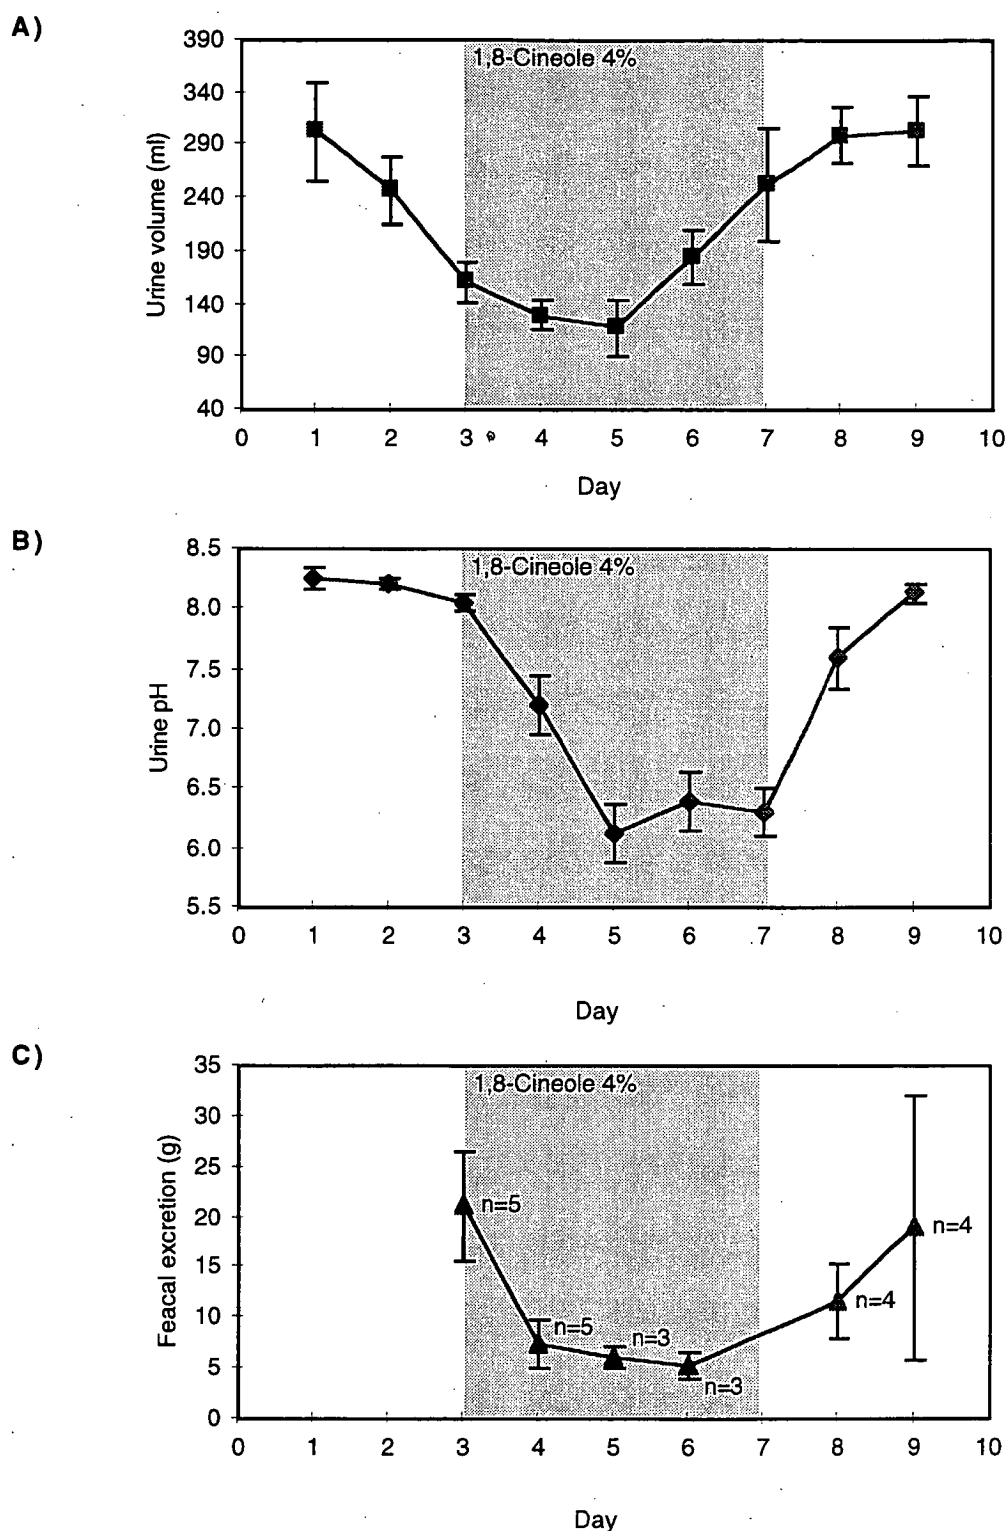 A)
390
1,8-Cineole 4%
340
290
240
190
140
90
40
Urine volume (ml)
0 1 2 3 4 5 6 7 8 9 10
Day
B)
8.5
1,8-Cineole 4%
8.0
7.5
7.0
6.5
6.0
5.5
Urine pH
0 1 2 3 4 5 6 7 8 9 10
Day
C)
35
1,8-Cineole 4%
30
25
20
15
10
5
0
Feacal excretion (g)
n=5
n=5
n=3
n=3
n=4
n=4
0 1 2 3 4 5 6 7 8 9 10
Day